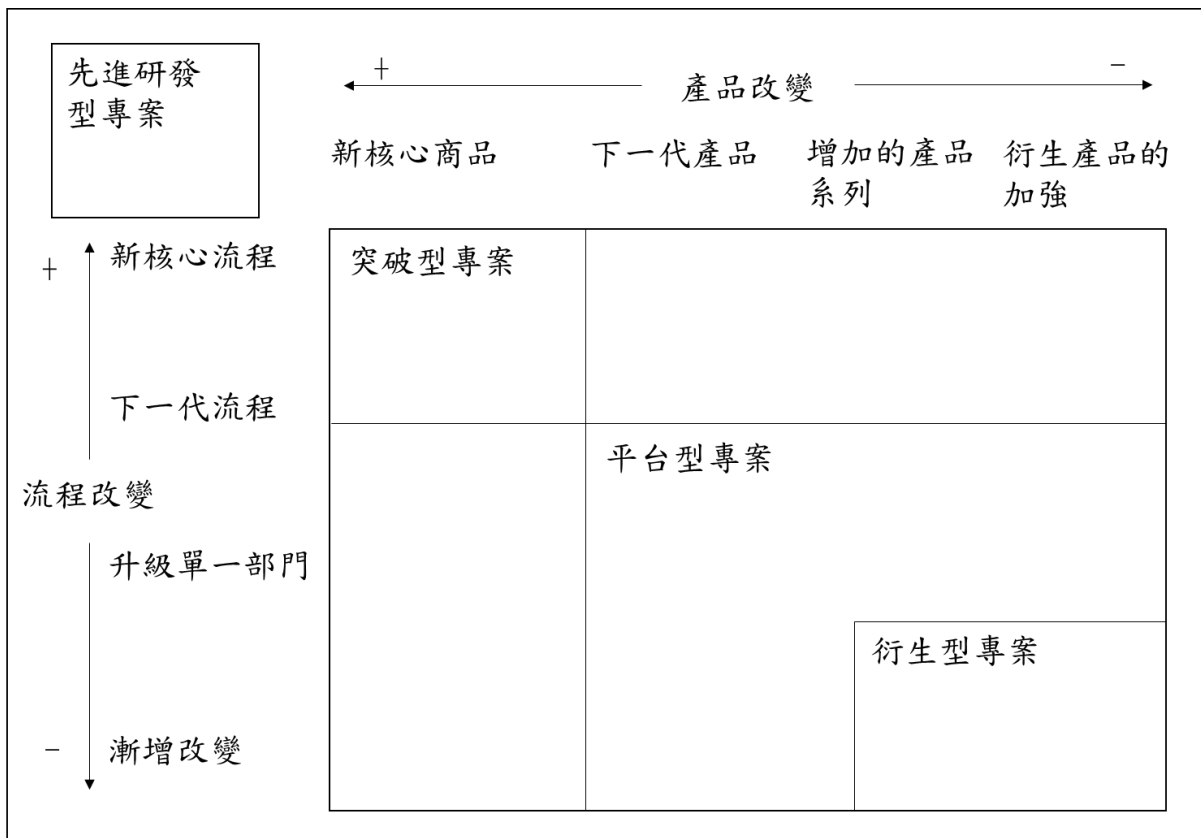 先進研發
型專案
+
產品改變
−
新核心商品
下一代產品
增加的產品
系列
衍生產品的
加強
+
新核心流程
下一代流程
流程改變
升級單一部門
−
漸增改變
突破型專案
平台型專案
衍生型專案